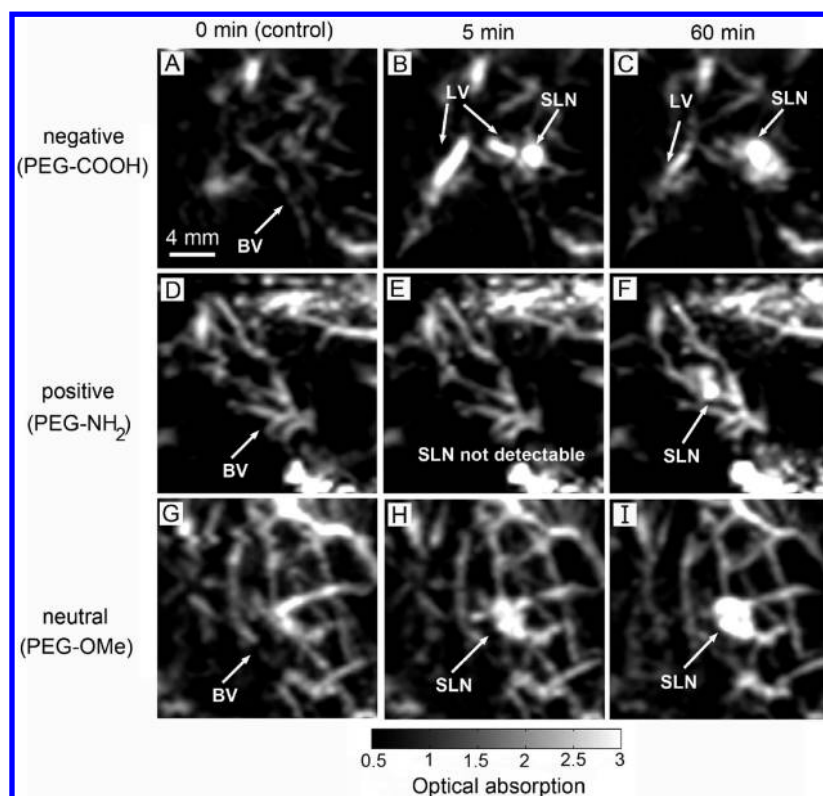 0 min (control) 5 min 60 min
negative
(PEG-COOH)
A
BV
4 mm
B
LV
SLN
C
LV
SLN
positive
(PEG-NH2)
D
BV
E
SLN not detectable
F
SLN
neutral
(PEG-OMe)
G
BV
H
SLN
I
SLN
0.5 1 1.5 2 2.5 3
Optical absorption